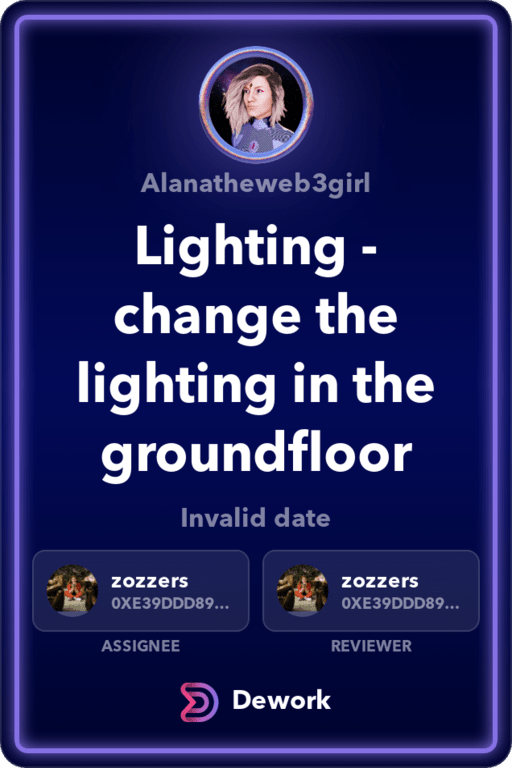 Alanatheweb3girl
Lighting -
change the
lighting in the
groundfloor
Invalid date
zozzers
0XE39DDD89...
ASSIGNEE
zozzers
0XE39DDD89...
REVIEWER
Dework